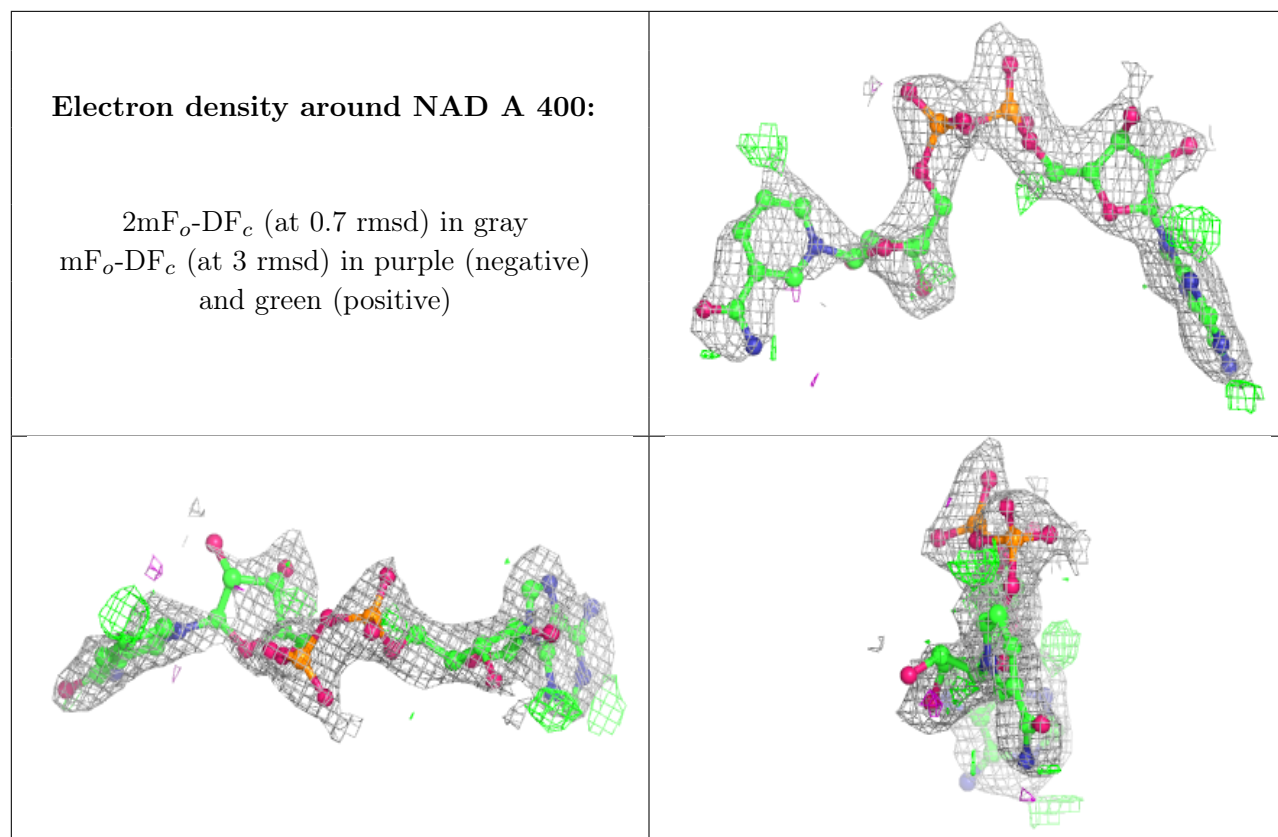 Electron density around NAD A 400:
2mFₒ-DF𝒸 (at 0.7 rmsd) in gray
mFₒ-DF𝒸 (at 3 rmsd) in purple (negative)
and green (positive)